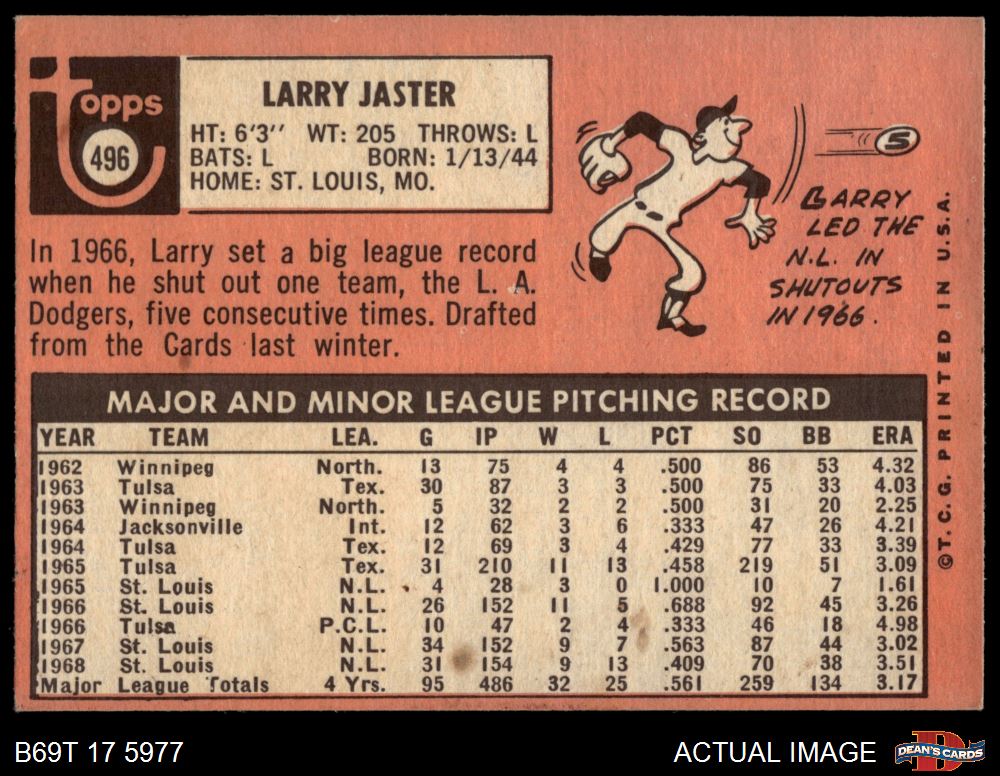 topps
496
LARRY JASTER
HT: 6'3" WT: 205 THROWS: L
BATS: L BORN: 1/13/44
HOME: ST. LOUIS, MO.
In 1966, Larry set a big league record
when he shut out one team, the L. A.
Dodgers, five consecutive times. Drafted
from the Cards last winter.
S
LARRY
LED THE
N.L. IN
SHUTOUTS
IN 1966.
©T.C.G. PRINTED IN U.S.A.
MAJOR AND MINOR LEAGUE PITCHING RECORD
YEAR TEAM LEA. G IP W L PCT SO BB ERA
1962 Winnipeg North. 13 75 4 4 .500 86 53 4.32
1963 Tulsa Tex. 30 87 3 3 .500 75 33 4.03
1963 Winnipeg North. 5 32 2 2 .500 31 20 2.25
1964 Jacksonville Int. 12 62 3 6 .333 47 26 4.21
1964 Tulsa Tex. 12 69 3 4 .429 77 33 3.39
1965 Tulsa Tex. 31 210 11 13 .458 219 51 3.09
1965 St. Louis N.L. 4 28 3 0 1.000 10 7 1.61
1966 St. Louis N.L. 26 152 11 5 .688 92 45 3.26
1966 Tulsa P.C.L. 10 47 2 4 .333 46 18 4.98
1967 St. Louis N.L. 34 152 9 7 .563 87 44 3.02
1968 St. Louis N.L. 31 154 9 13 .409 70 38 3.51
Major League Totals 4 Yrs. 95 486 32 25 .561 259 134 3.17
B69T 17 5977
ACTUAL IMAGE
DEAN'S CARDS